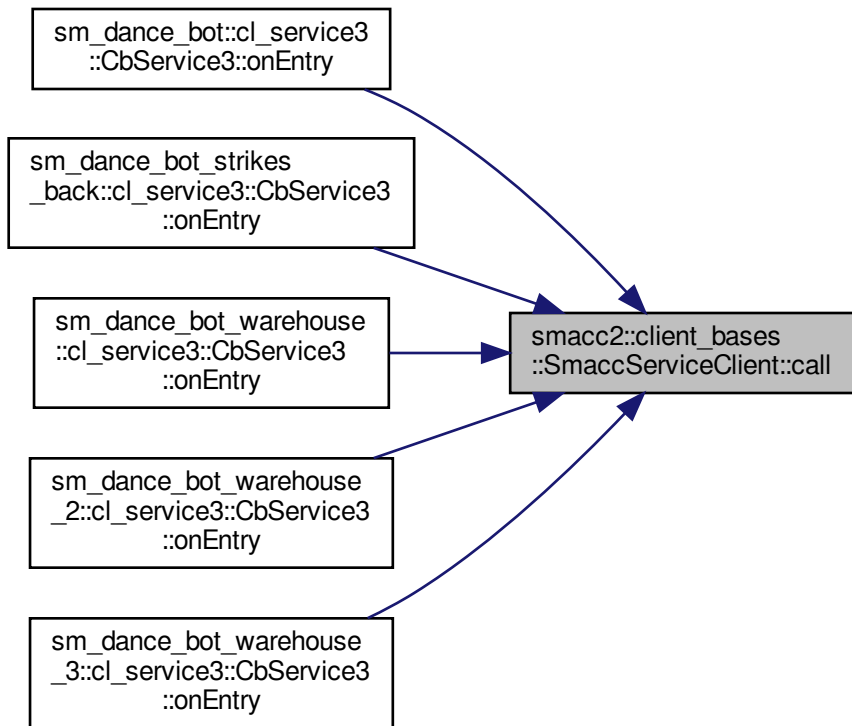 sm_dance_bot::cl_service3
::CbService3::onEntry
sm_dance_bot_strikes
_back::cl_service3::CbService3
::onEntry
sm_dance_bot_warehouse
::cl_service3::CbService3
::onEntry
smacc2::client_bases
::SmaccServiceClient::call
sm_dance_bot_warehouse
_2::cl_service3::CbService3
::onEntry
sm_dance_bot_warehouse
_3::cl_service3::CbService3
::onEntry